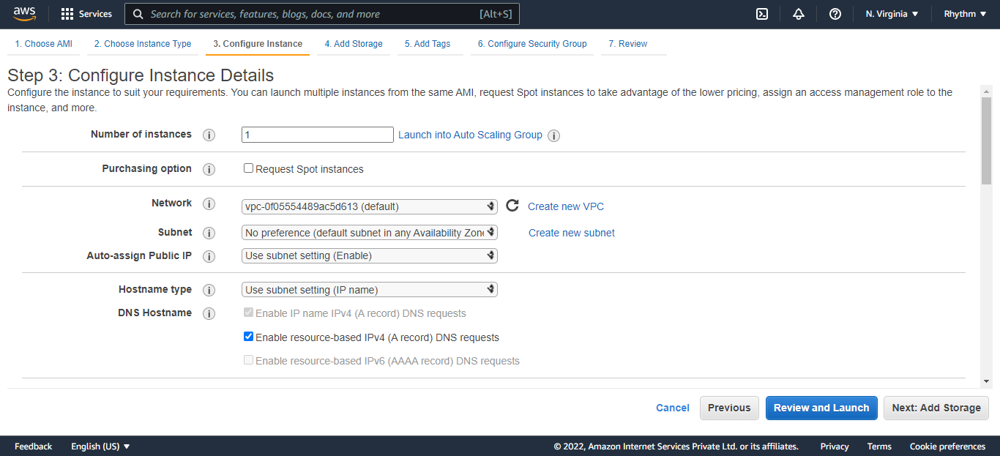 aws Services Search for services, features, blogs, docs, and more [Alt+S] N. Virginia Rhythm
1. Choose AMI 2. Choose Instance Type 3. Configure Instance 4. Add Storage 5. Add Tags 6. Configure Security Group 7. Review
Step 3: Configure Instance Details
Configure the instance to suit your requirements. You can launch multiple instances from the same AMI, request Spot instances to take advantage of the lower pricing, assign an access management role to the
instance, and more.
Number of instances i 1 Launch into Auto Scaling Group i
Purchasing option i Request Spot instances
Network i vpc-0f05554489ac5d613 (default) Create new VPC
Subnet i No preference (default subnet in any Availability Zone Create new subnet
Auto-assign Public IP i Use subnet setting (Enable)
Hostname type i Use subnet setting (IP name)
DNS Hostname i Enable IP name IPv4 (A record) DNS requests
Enable resource-based IPv4 (A record) DNS requests
Enable resource-based IPv6 (AAAA record) DNS requests
Cancel Previous Review and Launch Next: Add Storage
Feedback English (US) © 2022, Amazon Internet Services Private Ltd. or its affiliates. Privacy Terms Cookie preferences